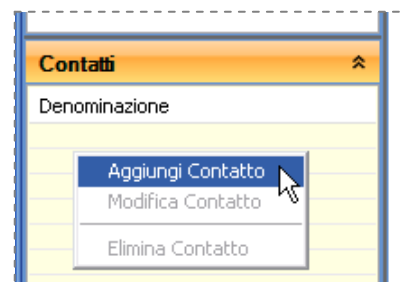 Contatti
Denominazione
Aggiungi Contatto
Modifica Contatto
Elimina Contatto